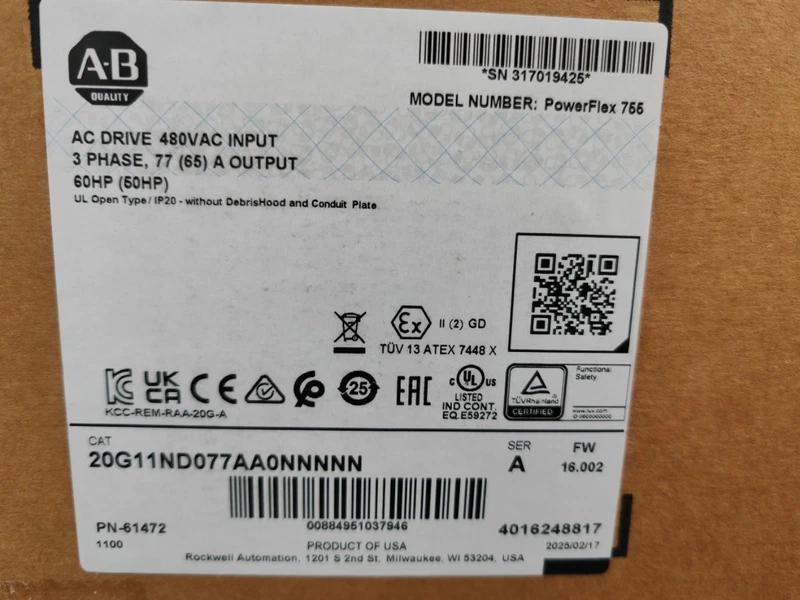 A-B
QUALITY
*SN 317019425*
MODEL NUMBER: PowerFlex 755
AC DRIVE 480VAC INPUT
3 PHASE, 77 (65) A OUTPUT
60HP (50HP)
UL Open Type / IP20 - without DebrisHood and Conduit Plate
Ex II (2) GD
TÜV 13 ATEX 7448 X
UK CA CE 25 EAC
KCC-REM-RAA-20G-A
C UL US
LISTED
IND CONT.
EQ.E59272
Functional
Safety
TÜVRheinland
CERTIFIED
CAT
20G11ND077AA0NNNNN
SER
A
FW
16.002
PN-61472
1100
00884951037946
4016248817
2025/02/17
PRODUCT OF USA
Rockwell Automation, 1201 S 2nd St. Milwaukee, WI 53204, USA